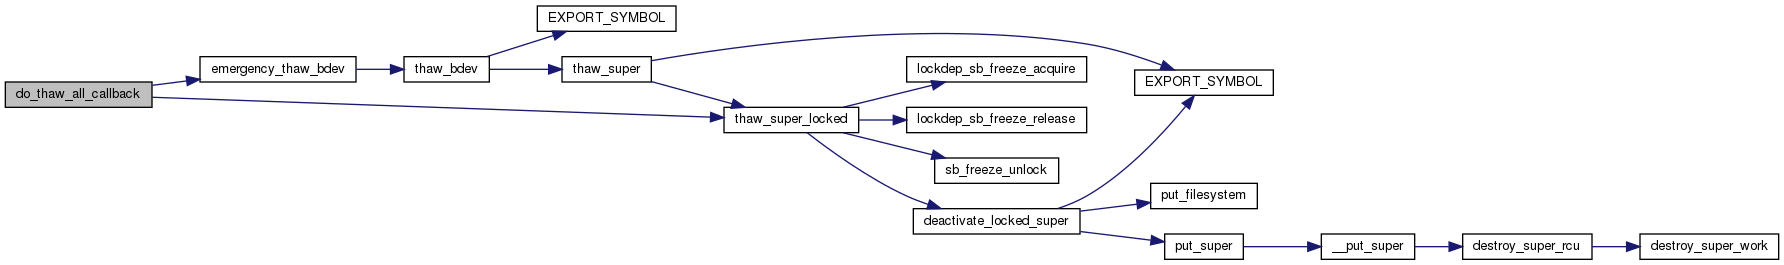 EXPORT_SYMBOL
emergency_thaw_bdev
thaw_bdev
thaw_super
lockdep_sb_freeze_acquire
EXPORT_SYMBOL
do_thaw_all_callback
thaw_super_locked
lockdep_sb_freeze_release
sb_freeze_unlock
put_filesystem
deactivate_locked_super
put_super
__put_super
destroy_super_rcu
destroy_super_work